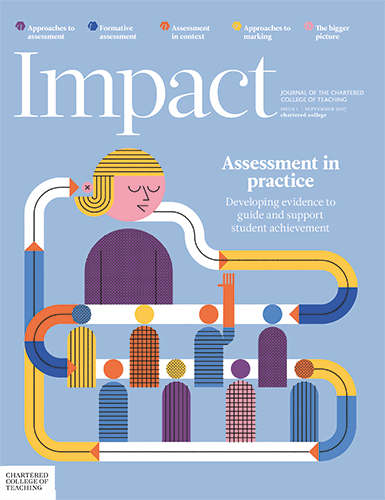 Approaches to
assessment
Formative
assessment
Assessment
in context
Approaches to
marking
The bigger
picture
Impact
JOURNAL OF THE CHARTERED
COLLEGE OF TEACHING
ISSUE 1 | SEPTEMBER 2017
chartered.college
Assessment in
practice
Developing evidence to
guide and support
student achievement
CHARTERED
COLLEGE OF
TEACHING